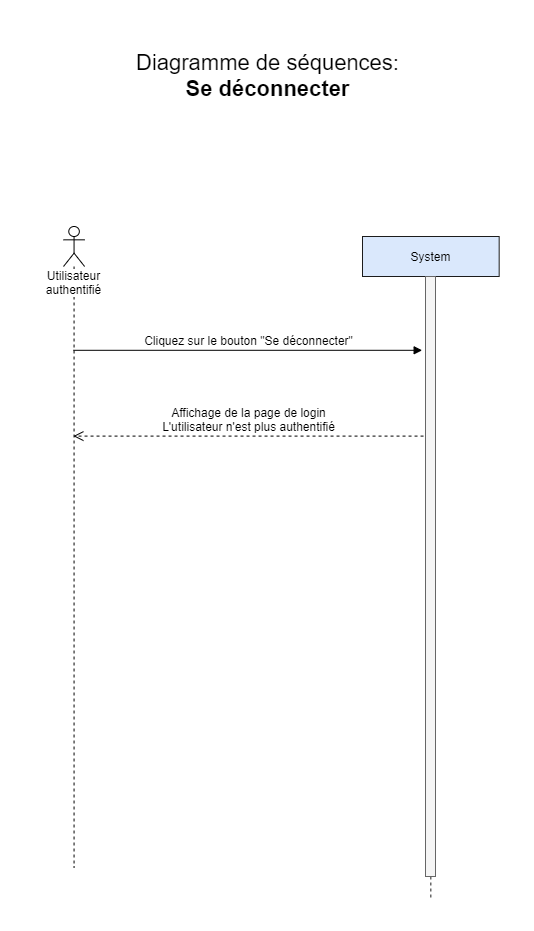 Diagramme de séquences:
Se déconnecter
Utilisateur
authentifié
System
Cliquez sur le bouton "Se déconnecter"
Affichage de la page de login
L'utilisateur n'est plus authentifié